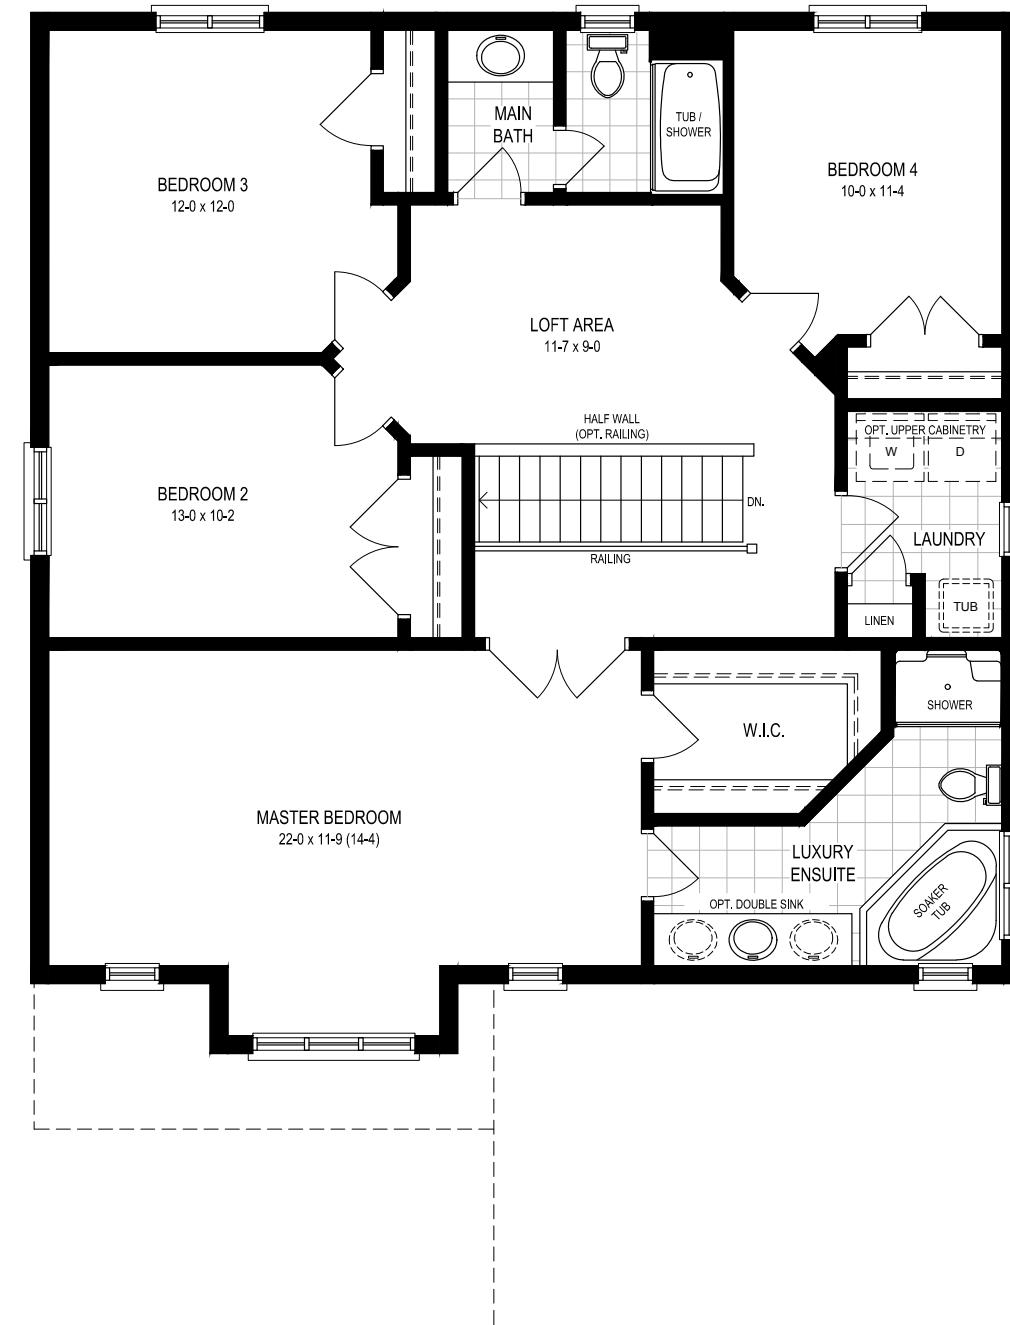 MAIN
BATH
TUB /
SHOWER
BEDROOM 3
12-0 x 12-0
BEDROOM 4
10-0 x 11-4
LOFT AREA
11-7 x 9-0
HALF WALL
(OPT. RAILING)
OPT. UPPER CABINETRY
W
D
BEDROOM 2
13-0 x 10-2
DN.
RAILING
LAUNDRY
TUB
LINEN
SHOWER
W.I.C.
MASTER BEDROOM
22-0 x 11-9 (14-4)
LUXURY
ENSUITE
OPT. DOUBLE SINK
SOAKER
TUB